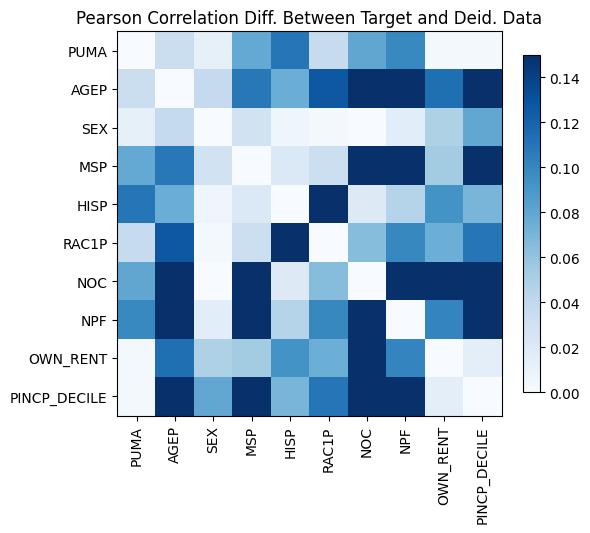 Pearson Correlation Diff. Between Target and Deid. Data
PUMA
AGEP
SEX
MSP
HISP
RAC1P
NOC
NPF
OWN_RENT
PINCP_DECILE
PUMA
AGEP
SEX
MSP
HISP
RAC1P
NOC
NPF
OWN_RENT
PINCP_DECILE
0.14
0.12
0.10
0.08
0.06
0.04
0.02
0.00